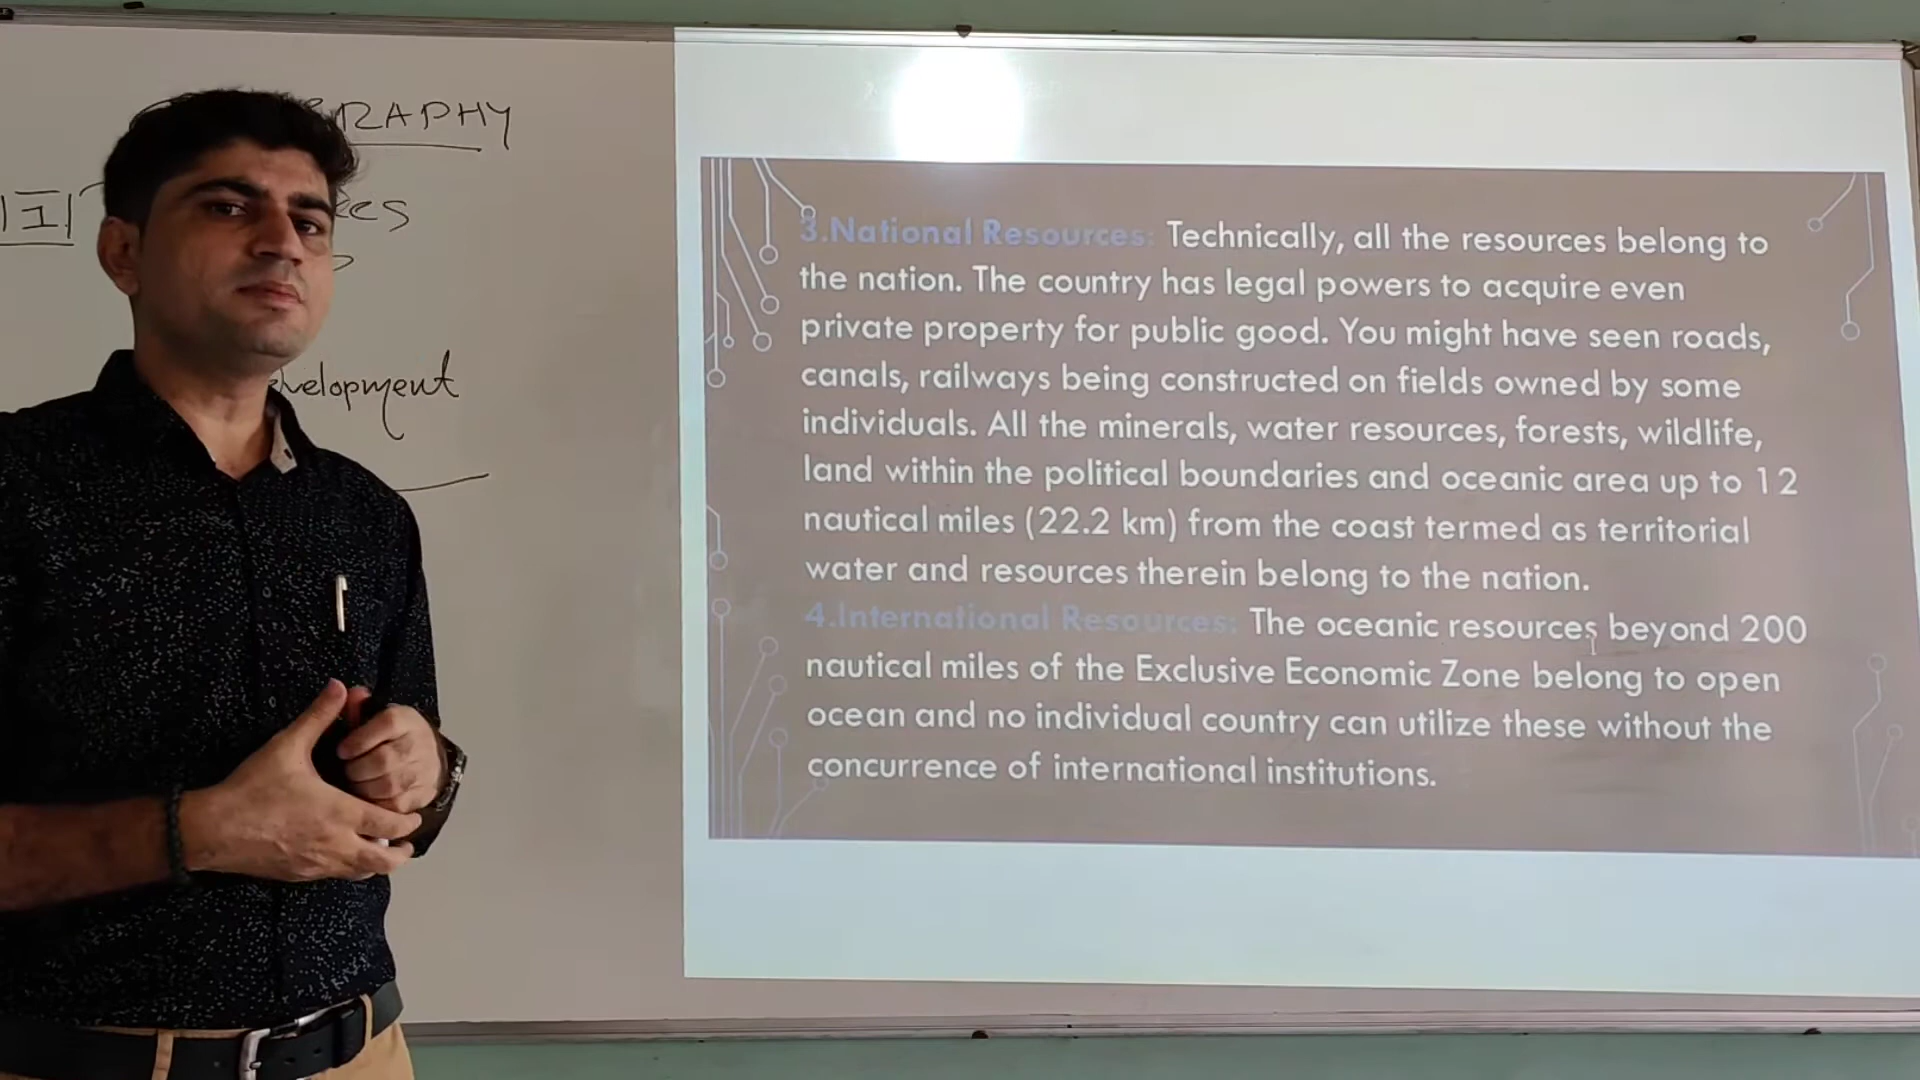 RAPHY
velopment
3.National Resources: Technically, all the resources belong to
the nation. The country has legal powers to acquire even
private property for public good. You might have seen roads,
canals, railways being constructed on fields owned by some
individuals. All the minerals, water resources, forests, wildlife,
land within the political boundaries and oceanic area up to 12
nautical miles (22.2 km) from the coast termed as territorial
water and resources therein belong to the nation.
4.International Resources: The oceanic resources beyond 200
nautical miles of the Exclusive Economic Zone belong to open
ocean and no individual country can utilize these without the
concurrence of international institutions.